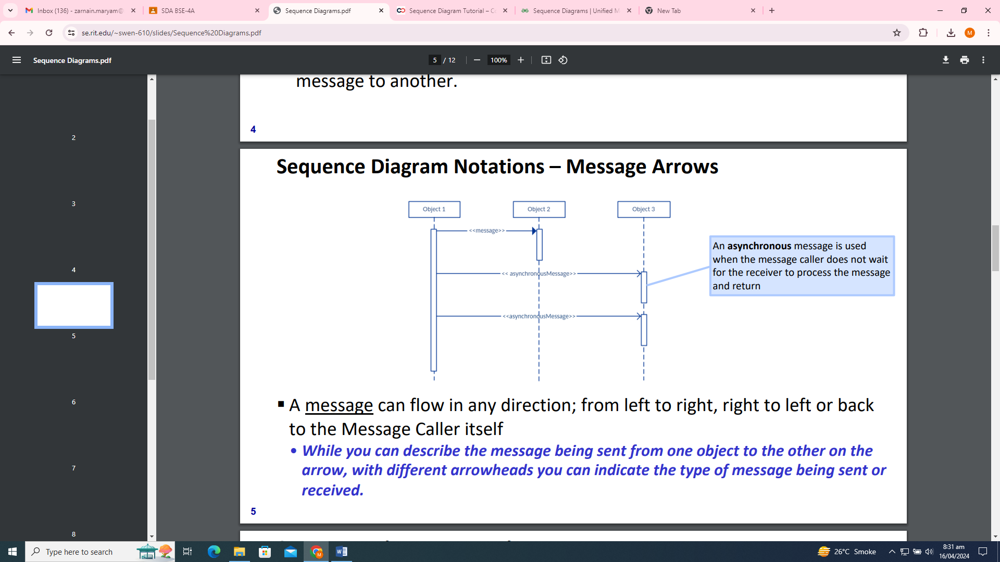 Inbox (136) - zarnain.maryam@
SDA BSE-4A
Sequence Diagrams.pdf
Sequence Diagram Tutorial – C
Sequence Diagrams | Unified M
New Tab
se.rit.edu/~swen-610/slides/Sequence%20Diagrams.pdf
M
Sequence Diagrams.pdf
5 / 12
100%
2
3
4
5
6
7
8
message to another.
4
Sequence Diagram Notations – Message Arrows
Object 1
Object 2
Object 3
<<message>>
<< asynchronousMessage>>
<<asynchronousMessage>>
An asynchronous message is used
when the message caller does not wait
for the receiver to process the message
and return
▪ A message can flow in any direction; from left to right, right to left or back
to the Message Caller itself
• While you can describe the message being sent from one object to the other on the
arrow, with different arrowheads you can indicate the type of message being sent or
received.
5
Type here to search
26°C Smoke
8:31 am
16/04/2024